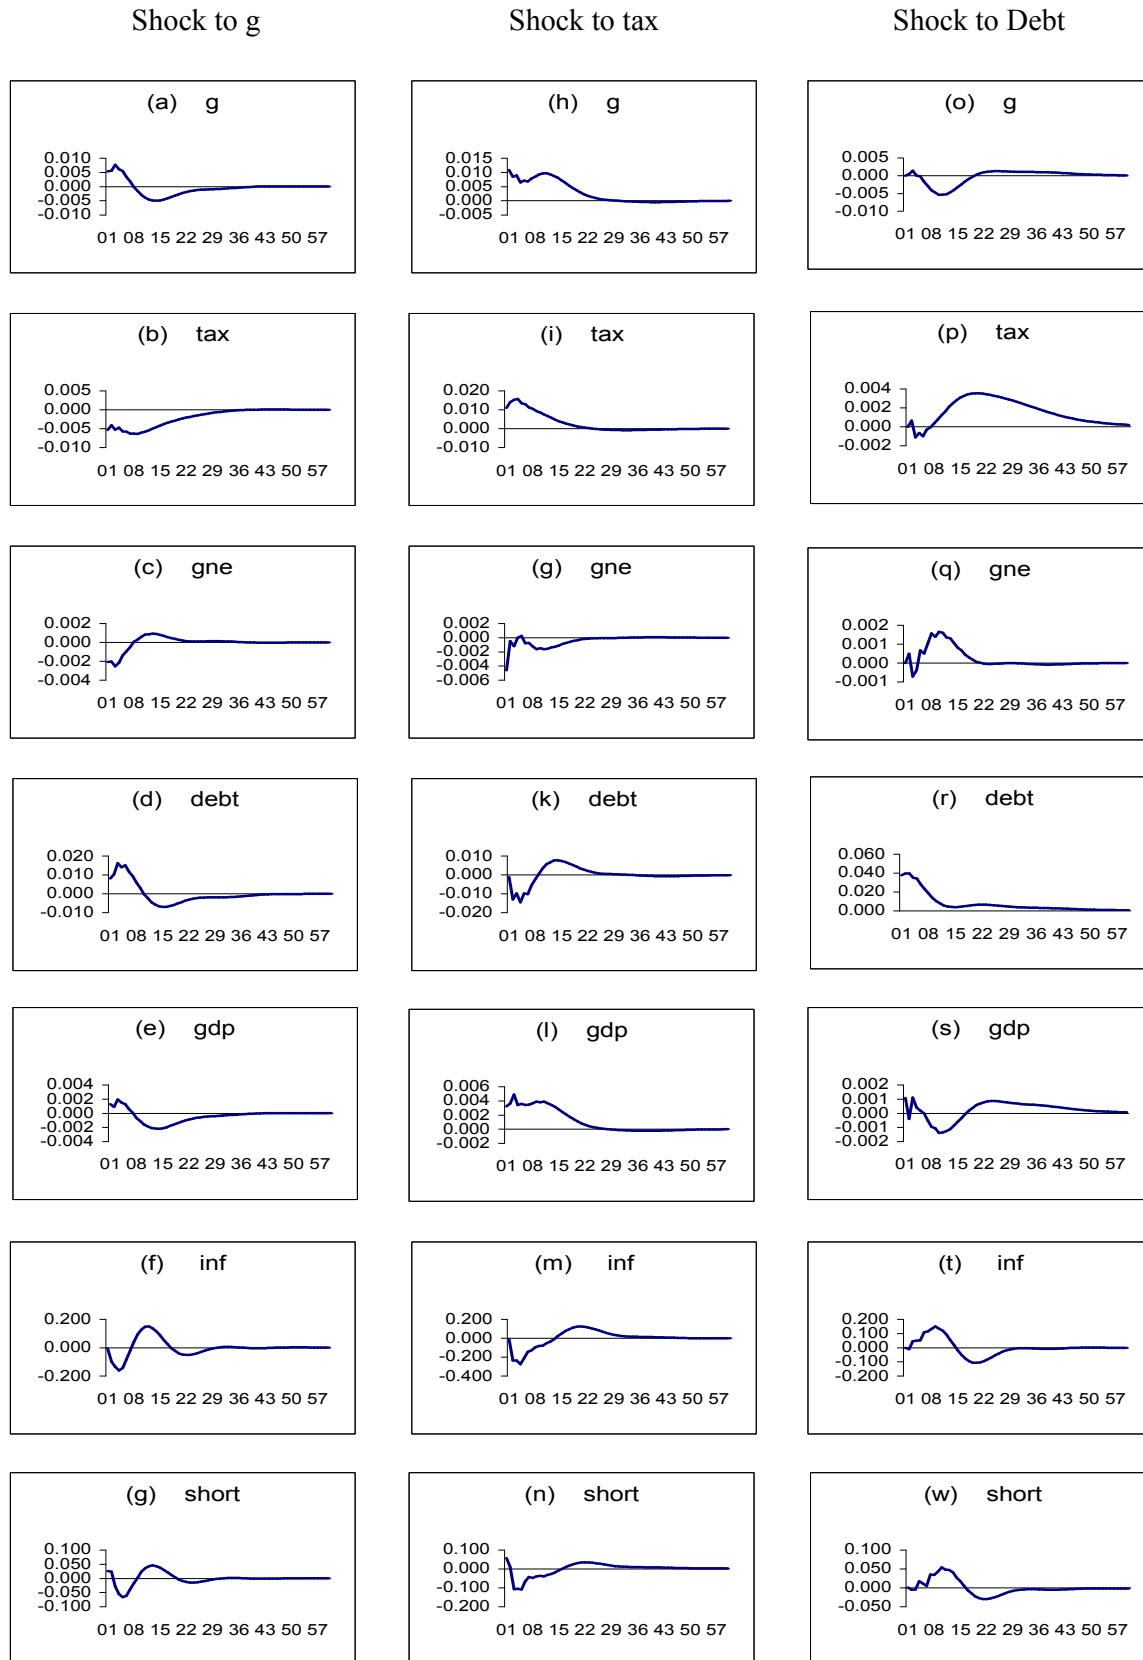 Shock to g
Shock to tax
Shock to Debt
(a) g
0.010
0.005
0.000
-0.005
-0.010
01 08 15 22 29 36 43 50 57
(h) g
0.015
0.010
0.005
0.000
-0.005
01 08 15 22 29 36 43 50 57
(o) g
0.005
0.000
-0.005
-0.010
01 08 15 22 29 36 43 50 57
(b) tax
0.005
0.000
-0.005
-0.010
01 08 15 22 29 36 43 50 57
(i) tax
0.020
0.010
0.000
-0.010
01 08 15 22 29 36 43 50 57
(p) tax
0.004
0.002
0.000
-0.002
01 08 15 22 29 36 43 50 57
(c) gne
0.002
0.000
-0.002
-0.004
01 08 15 22 29 36 43 50 57
(g) gne
0.002
0.000
-0.002
-0.004
-0.006
01 08 15 22 29 36 43 50 57
(q) gne
0.002
0.001
0.000
-0.001
01 08 15 22 29 36 43 50 57
(d) debt
0.020
0.010
0.000
-0.010
01 08 15 22 29 36 43 50 57
(k) debt
0.010
0.000
-0.010
-0.020
01 08 15 22 29 36 43 50 57
(r) debt
0.060
0.040
0.020
0.000
01 08 15 22 29 36 43 50 57
(e) gdp
0.004
0.002
0.000
-0.002
-0.004
01 08 15 22 29 36 43 50 57
(l) gdp
0.006
0.004
0.002
0.000
-0.002
01 08 15 22 29 36 43 50 57
(s) gdp
0.002
0.001
0.000
-0.001
-0.002
01 08 15 22 29 36 43 50 57
(f) inf
0.200
0.000
-0.200
01 08 15 22 29 36 43 50 57
(m) inf
0.200
0.000
-0.200
-0.400
01 08 15 22 29 36 43 50 57
(t) inf
0.200
0.100
0.000
-0.100
-0.200
01 08 15 22 29 36 43 50 57
(g) short
0.100
0.050
0.000
-0.050
-0.100
01 08 15 22 29 36 43 50 57
(n) short
0.100
0.000
-0.100
-0.200
01 08 15 22 29 36 43 50 57
(w) short
0.100
0.050
0.000
-0.050
01 08 15 22 29 36 43 50 57